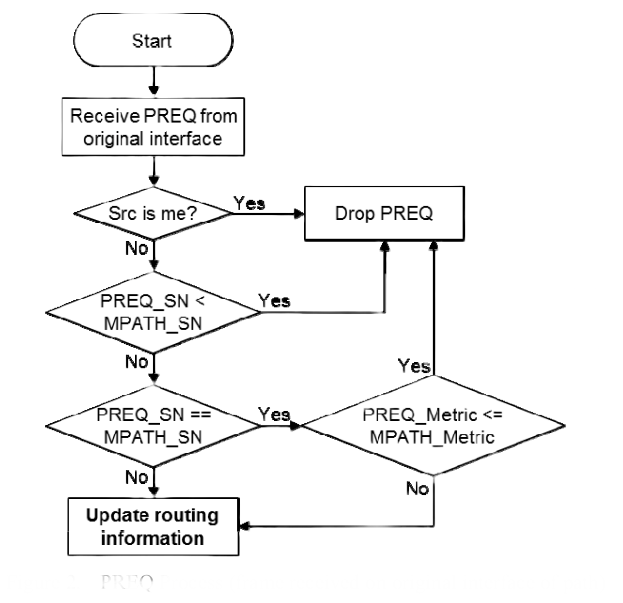 Start
Receive PREQ from
original interface
Src is me?
Yes
Drop PREQ
No
PREQ_SN <
MPATH_SN
Yes
No
Yes
PREQ_SN ==
MPATH_SN
Yes
PREQ_Metric <=
MPATH_Metric
No
No
Update routing
information
PREQ